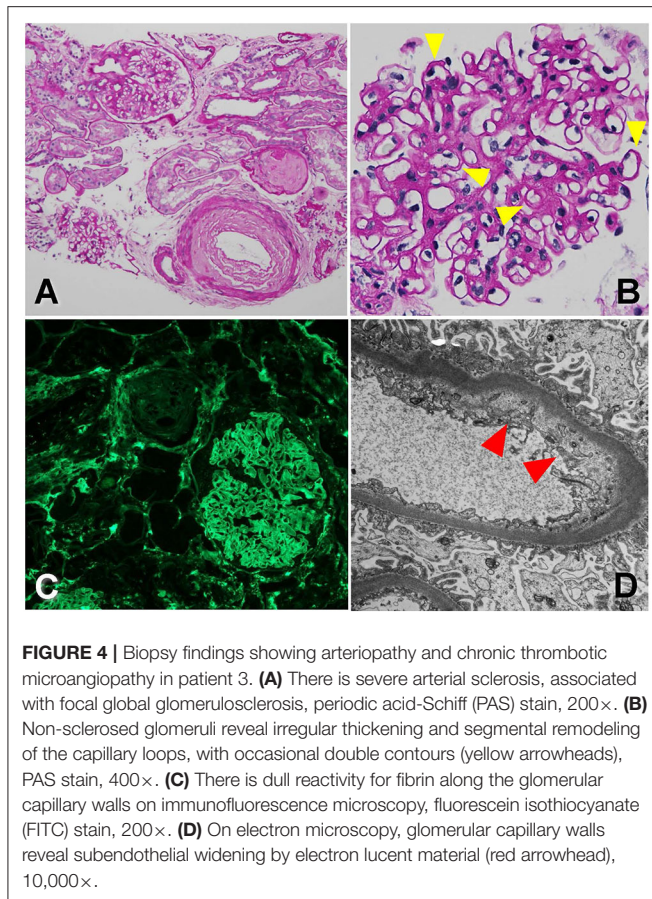 A
B
C
D
FIGURE 4 | Biopsy findings showing arteriopathy and chronic thrombotic
microangiopathy in patient 3. (A) There is severe arterial sclerosis, associated
with focal global glomerulosclerosis, periodic acid-Schiff (PAS) stain, 200×. (B)
Non-sclerosed glomeruli reveal irregular thickening and segmental remodeling
of the capillary loops, with occasional double contours (yellow arrowheads),
PAS stain, 400×. (C) There is dull reactivity for fibrin along the glomerular
capillary walls on immunofluorescence microscopy, fluorescein isothiocyanate
(FITC) stain, 200×. (D) On electron microscopy, glomerular capillary walls
reveal subendothelial widening by electron lucent material (red arrowhead),
10,000×.